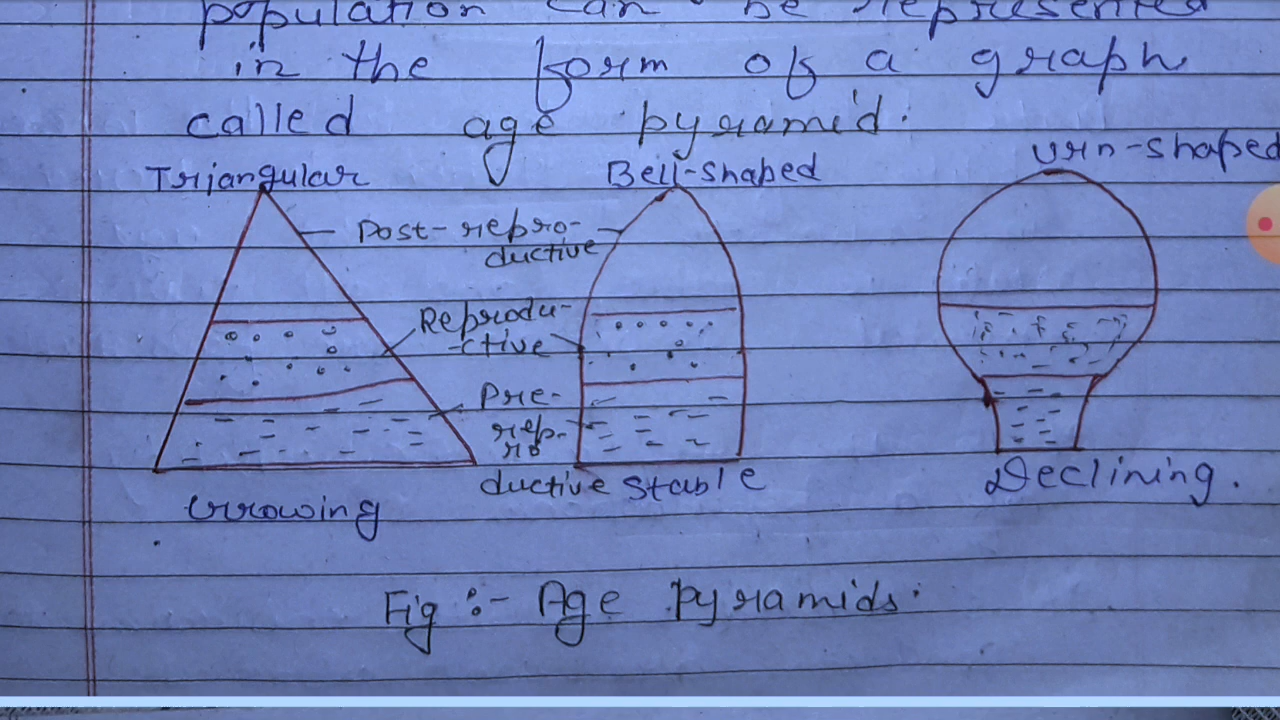 population can be represented
in the form of a graph
called age pyramid.
Triangular
Bell-shaped
Urn-shaped
Post-repro-
ductive
Reprodu-
-ctive
Pre-
rep-
ro
ductive
Growing
Stable
Declining.
Fig :- Age pyramids.